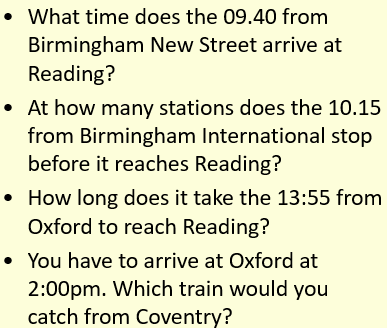 • What time does the 09.40 from
Birmingham New Street arrive at
Reading?
• At how many stations does the 10.15
from Birmingham International stop
before it reaches Reading?
• How long does it take the 13:55 from
Oxford to reach Reading?
• You have to arrive at Oxford at
2:00pm. Which train would you
catch from Coventry?